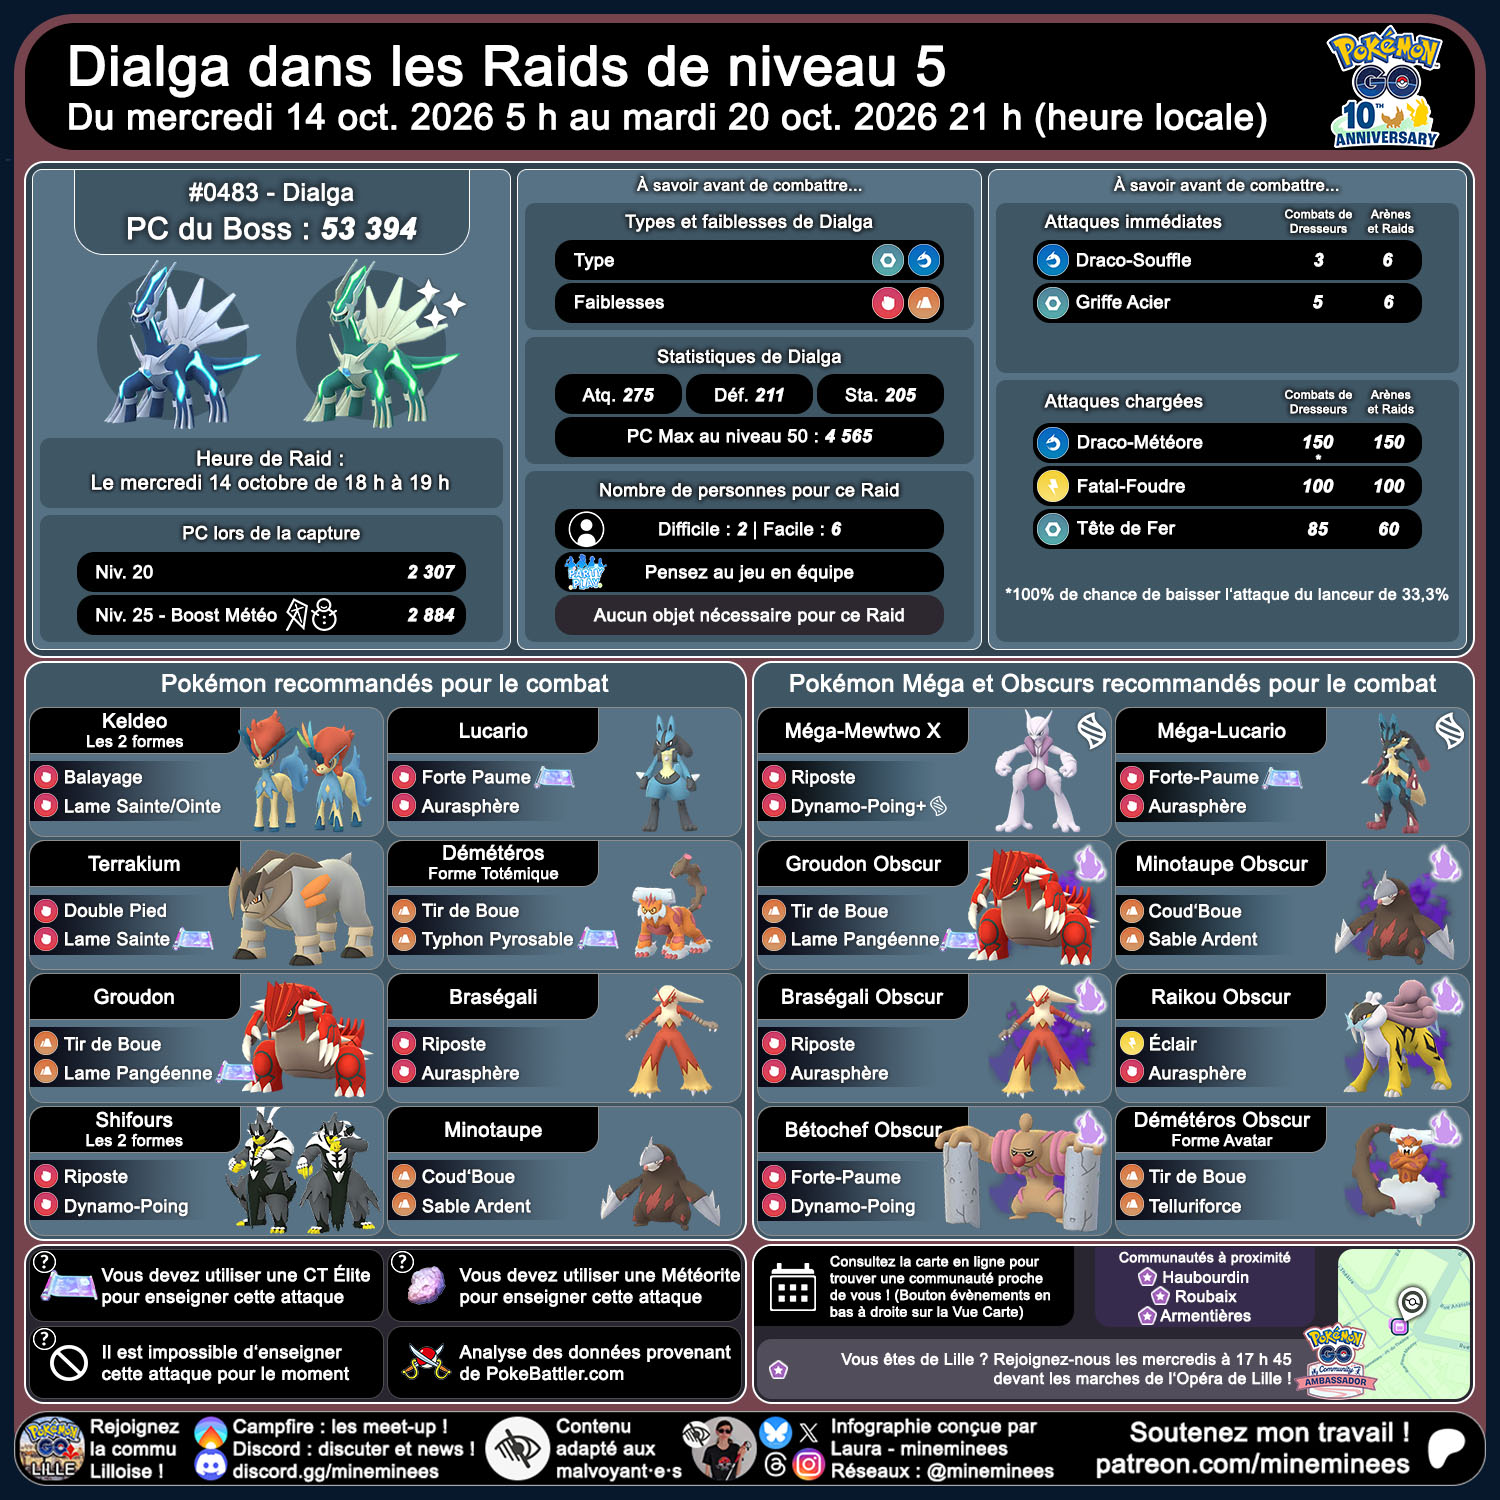 Dialga dans les Raids de niveau 5
Du mercredi 14 oct. 2026 5 h au mardi 20 oct. 2026 21 h (heure locale)
Pokémon
GO
10TH
ANNIVERSARY
#0483 - Dialga
PC du Boss : 53 394
Heure de Raid :
Le mercredi 14 octobre de 18 h à 19 h
PC lors de la capture
Niv. 20 2 307
Niv. 25 - Boost Météo 2 884
À savoir avant de combattre...
Types et faiblesses de Dialga
Type
Faiblesses
Statistiques de Dialga
Atq. 275 Déf. 211 Sta. 205
PC Max au niveau 50 : 4 565
Nombre de personnes pour ce Raid
Difficile : 2 | Facile : 6
PARTY PLAY
Pensez au jeu en équipe
Aucun objet nécessaire pour ce Raid
À savoir avant de combattre...
Attaques immédiates Combats de Dresseurs Arènes et Raids
Draco-Souffle 3 6
Griffe Acier 5 6
Attaques chargées Combats de Dresseurs Arènes et Raids
Draco-Météore 150 * 150
Fatal-Foudre 100 100
Tête de Fer 85 60
*100% de chance de baisser l‘attaque du lanceur de 33,3%
Pokémon recommandés pour le combat
Keldeo
Les 2 formes
Balayage
Lame Sainte/Ointe
Lucario
Forte Paume
Aurasphère
Terrakium
Double Pied
Lame Sainte
Démétéros
Forme Totémique
Tir de Boue
Typhon Pyrosable
Groudon
Tir de Boue
Lame Pangéenne
Braségali
Riposte
Aurasphère
Shifours
Les 2 formes
Riposte
Dynamo-Poing
Minotaupe
Coud‘Boue
Sable Ardent
Pokémon Méga et Obscurs recommandés pour le combat
Méga-Mewtwo X
Riposte
Dynamo-Poing+
Méga-Lucario
Forte-Paume
Aurasphère
Groudon Obscur
Tir de Boue
Lame Pangéenne
Minotaupe Obscur
Coud‘Boue
Sable Ardent
Braségali Obscur
Riposte
Aurasphère
Raikou Obscur
Éclair
Aurasphère
Bétochef Obscur
Forte-Paume
Dynamo-Poing
Démétéros Obscur
Forme Avatar
Tir de Boue
Telluriforce
?
Vous devez utiliser une CT Élite
pour enseigner cette attaque
?
Vous devez utiliser une Météorite
pour enseigner cette attaque
?
Il est impossible d‘enseigner
cette attaque pour le moment
Analyse des données provenant
de PokeBattler.com
Consultez la carte en ligne pour
trouver une communauté proche
de vous ! (Bouton évènements en
bas à droite sur la Vue Carte)
Communautés à proximité
Haubourdin
Roubaix
Armentières
Vous êtes de Lille ? Rejoignez-nous les mercredis à 17 h 45
devant les marches de l‘Opéra de Lille !
Pokémon
GO
Community
AMBASSADOR
Pokémon
GO
LILLE
Rejoignez
la commu
Lilloise !
Campfire : les meet-up !
Discord : discuter et news !
discord.gg/mineminees
Contenu
adapté aux
malvoyant·e·s
Infographie conçue par
Laura - mineminees
Réseaux : @mineminees
Soutenez mon travail !
patreon.com/mineminees